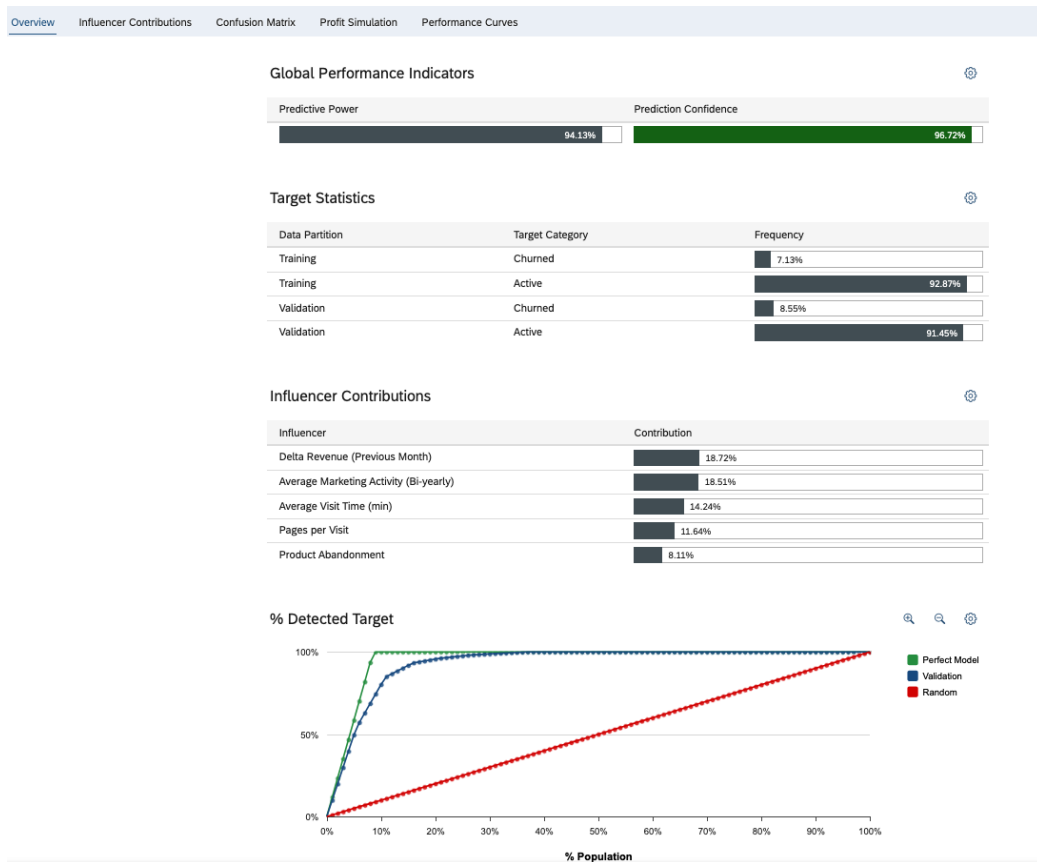 Overview Influencer Contributions Confusion Matrix Profit Simulation Performance Curves
Global Performance Indicators
Predictive Power Prediction Confidence
94.13% 96.72%
Target Statistics
Data Partition Target Category Frequency
Training Churned 7.13%
Training Active 92.87%
Validation Churned 8.55%
Validation Active 91.45%
Influencer Contributions
Influencer Contribution
Delta Revenue (Previous Month) 18.72%
Average Marketing Activity (Bi-yearly) 18.51%
Average Visit Time (min) 14.24%
Pages per Visit 11.64%
Product Abandonment 8.11%
% Detected Target
100%
50%
0%
Perfect Model
Validation
Random
0% 10% 20% 30% 40% 50% 60% 70% 80% 90% 100%
% Population